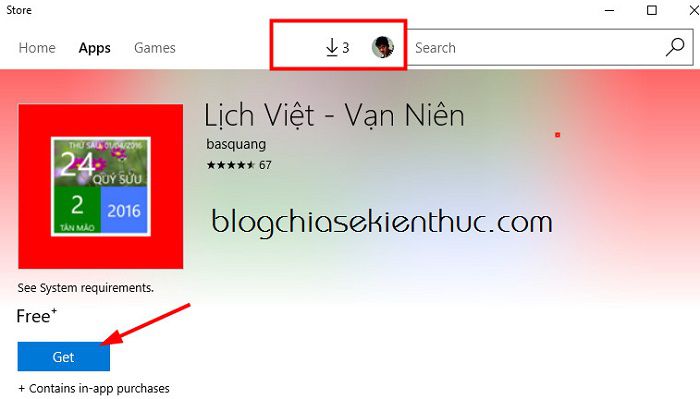 Store
Home Apps Games 3 Search
Lịch Việt - Vạn Niên
basquang
67
THỨ SÁU, 01/04/2016
24
QUÝ SỬU
2
TÂN MÃO
2016
blogchiasekienthuc.com
See System requirements.
Free+
Get
+ Contains in-app purchases